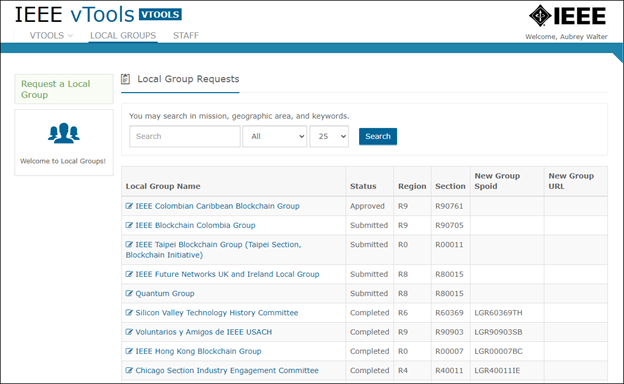 IEEE vTools VTOOLS
IEEE
VTOOLS LOCAL GROUPS STAFF
Welcome, Aubrey Walter
Request a Local
Group
Welcome to Local Groups!
Local Group Requests
You may search in mission, geographic area, and keywords.
Search All 25 Search
Local Group Name Status Region Section New Group Spoid New Group URL
IEEE Colombian Caribbean Blockchain Group Approved R9 R90761
IEEE Blockchain Colombia Group Submitted R9 R90705
IEEE Taipei Blockchain Group (Taipei Section, Submitted R0 R00011
Blockchain Initiative)
IEEE Future Networks UK and Ireland Local Group Submitted R8 R80015
Quantum Group Submitted R8 R80015
Silicon Valley Technology History Committee Completed R6 R60369 LGR60369TH
Voluntarios y Amigos de IEEE USACH Completed R9 R90903 LGR90903SB
IEEE Hong Kong Blockchain Group Completed R0 R00007 LGR00007BC
Chicago Section Industry Engagement Committee Completed R4 R40011 LGR40011IE